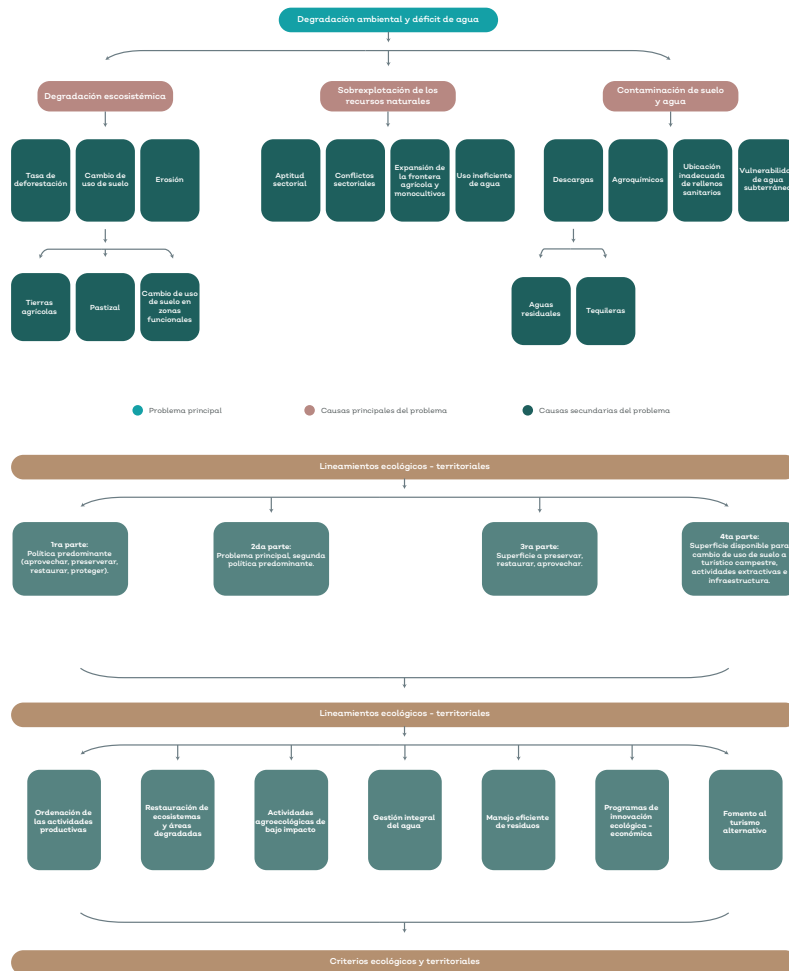 Degradación ambiental y déficit de agua
Degradación escosistémica
Sobrexplotación de los
recursos naturales
Contaminación de suelo
y agua
Tasa de
deforestación
Cambio de
uso de suelo
Erosión
Aptitud
sectorial
Conflictos
sectoriales
Expansión de
la frontera
agrícola y
monocultivos
Uso ineficiente
de agua
Descargas
Agroquímicos
Ubicación
inadecuada
de rellenos
sanitarios
de agua
Tierras
agrícolas
Pastizal
Cambio de uso
de suelo en
zonas
funcionales
Aguas
residuales
Tequileras
Problema principal
Causas principales del problema
Causas secundarias del problema
Lineamientos ecológicos - territoriales
1ra parte:
Política predominante
(aprovechar, preserverar,
restaurar, proteger).
2da parte:
Problema principal, segunda
política predominante.
3ra parte:
Superficie a preservar,
restaurar, aprovechar.
4ta parte:
Superficie disponible para
cambio de uso de suelo a
turístico campestre,
actividades extractivas e
infraestructura.
Lineamientos ecológicos - territoriales
Ordenación de
las actividades
productivas
Restauración de
ecosistemas
y áreas
degradadas
Actividades
agroecológicas de
bajo impacto
Gestión integral
del agua
Manejo eficiente
de residuos
Programas de
innovación
ecológica -
económica
Fomento al
turismo
alternativo
Criterios ecológicos y territoriales